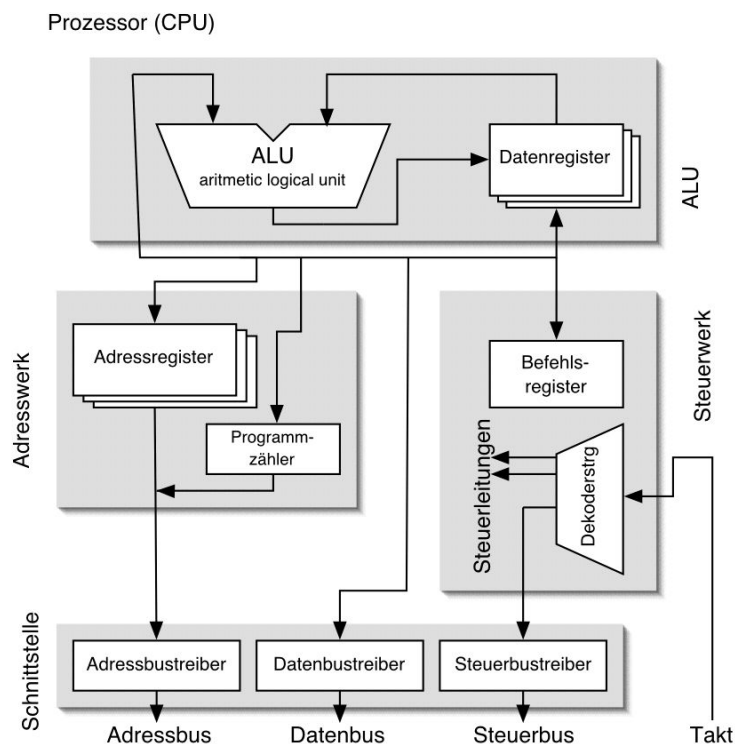 Prozessor (CPU)
ALU
aritmetic logical unit
Datenregister
ALU
Adressregister
Programm-
zähler
Adresswerk
Befehls-
register
Steuerwerk
Steuerleitungen
Dekoderstrg
Schnittstelle
Adressbustreiber
Datenbustreiber
Steuerbustreiber
Adressbus
Datenbus
Steuerbus
Takt